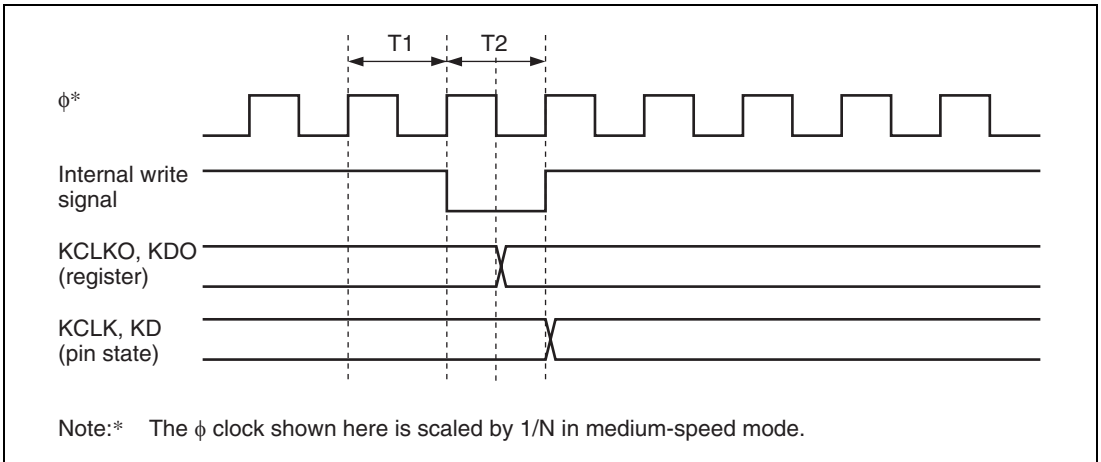 T1 T2
ϕ*
Internal write
signal
KCLKO, KDO
(register)
KCLK, KD
(pin state)
Note:* The ϕ clock shown here is scaled by 1/N in medium-speed mode.